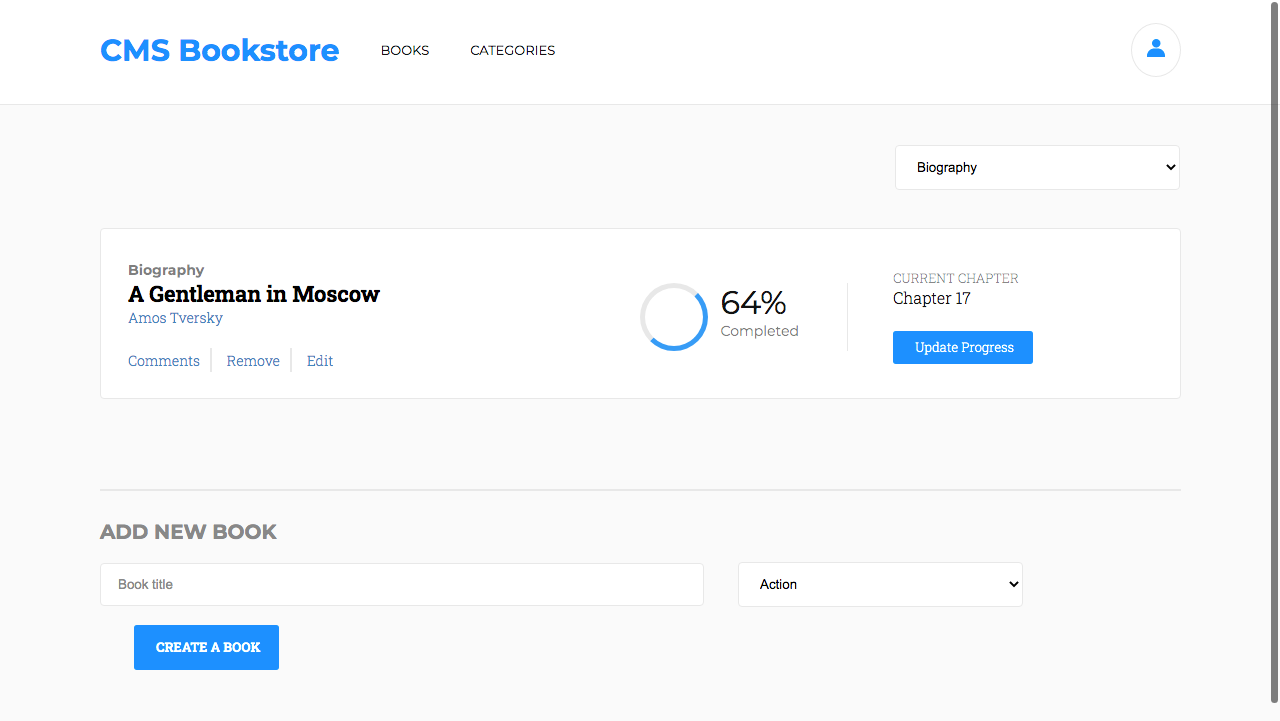 CMS Bookstore
BOOKS
CATEGORIES
Biography
Biography
A Gentleman in Moscow
Amos Tversky
Comments
Remove
Edit
64%
Completed
CURRENT CHAPTER
Chapter 17
Update Progress
ADD NEW BOOK
Book title
Action
CREATE A BOOK